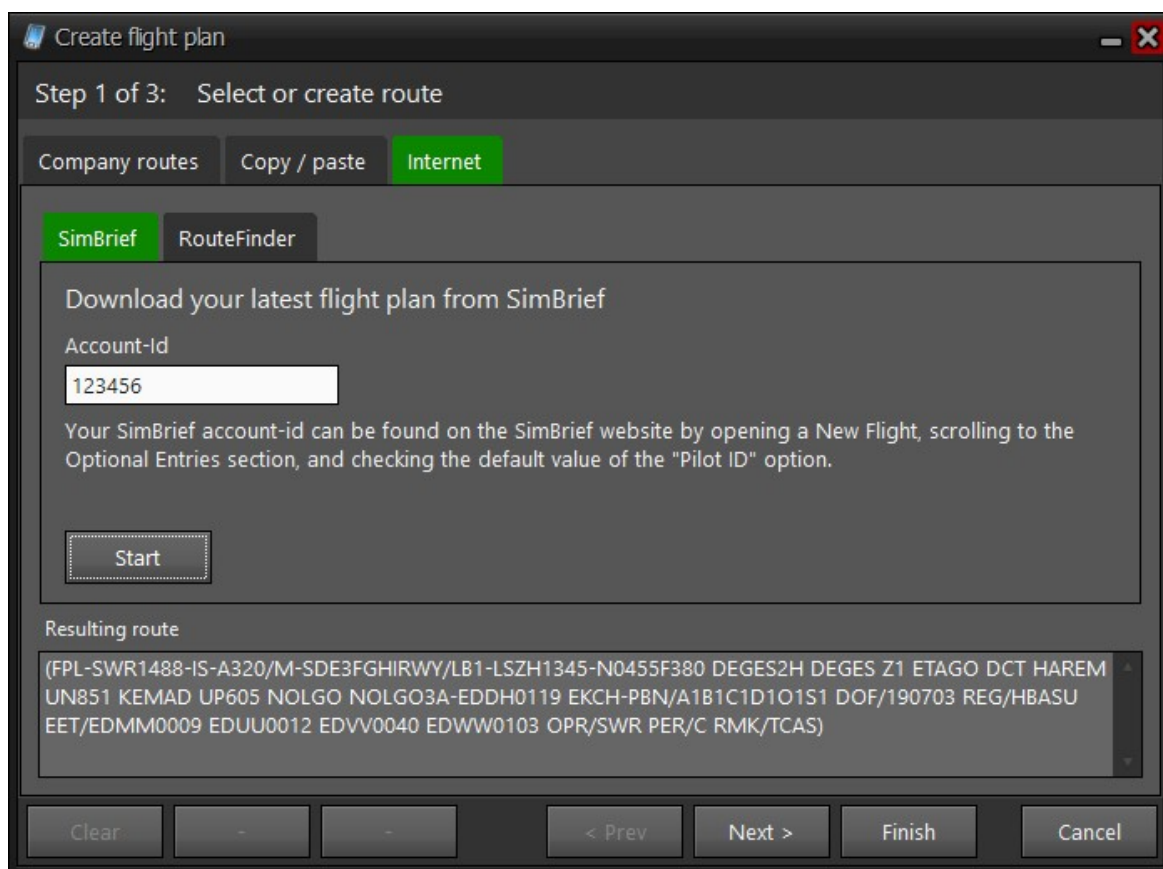 Create flight plan
Step 1 of 3: Select or create route
Company routes Copy / paste Internet
SimBrief RouteFinder
Download your latest flight plan from SimBrief
Account-Id
123456
Your SimBrief account-id can be found on the SimBrief website by opening a New Flight, scrolling to the
Optional Entries section, and checking the default value of the "Pilot ID" option.
Start
Resulting route
(FPL-SWR1488-IS-A320/M-SDE3FGHIRWY/LB1-LSZH1345-N0455F380 DEGES2H DEGES Z1 ETAGO DCT HAREM
UN851 KEMAD UP605 NOLGO NOLGO3A-EDDH0119 EKCH-PBN/A1B1C1D1O1S1 DOF/190703 REG/HBASU
EET/EDMM0009 EDUU0012 EDVV0040 EDWW0103 OPR/SWR PER/C RMK/TCAS)
Clear - - < Prev Next > Finish Cancel